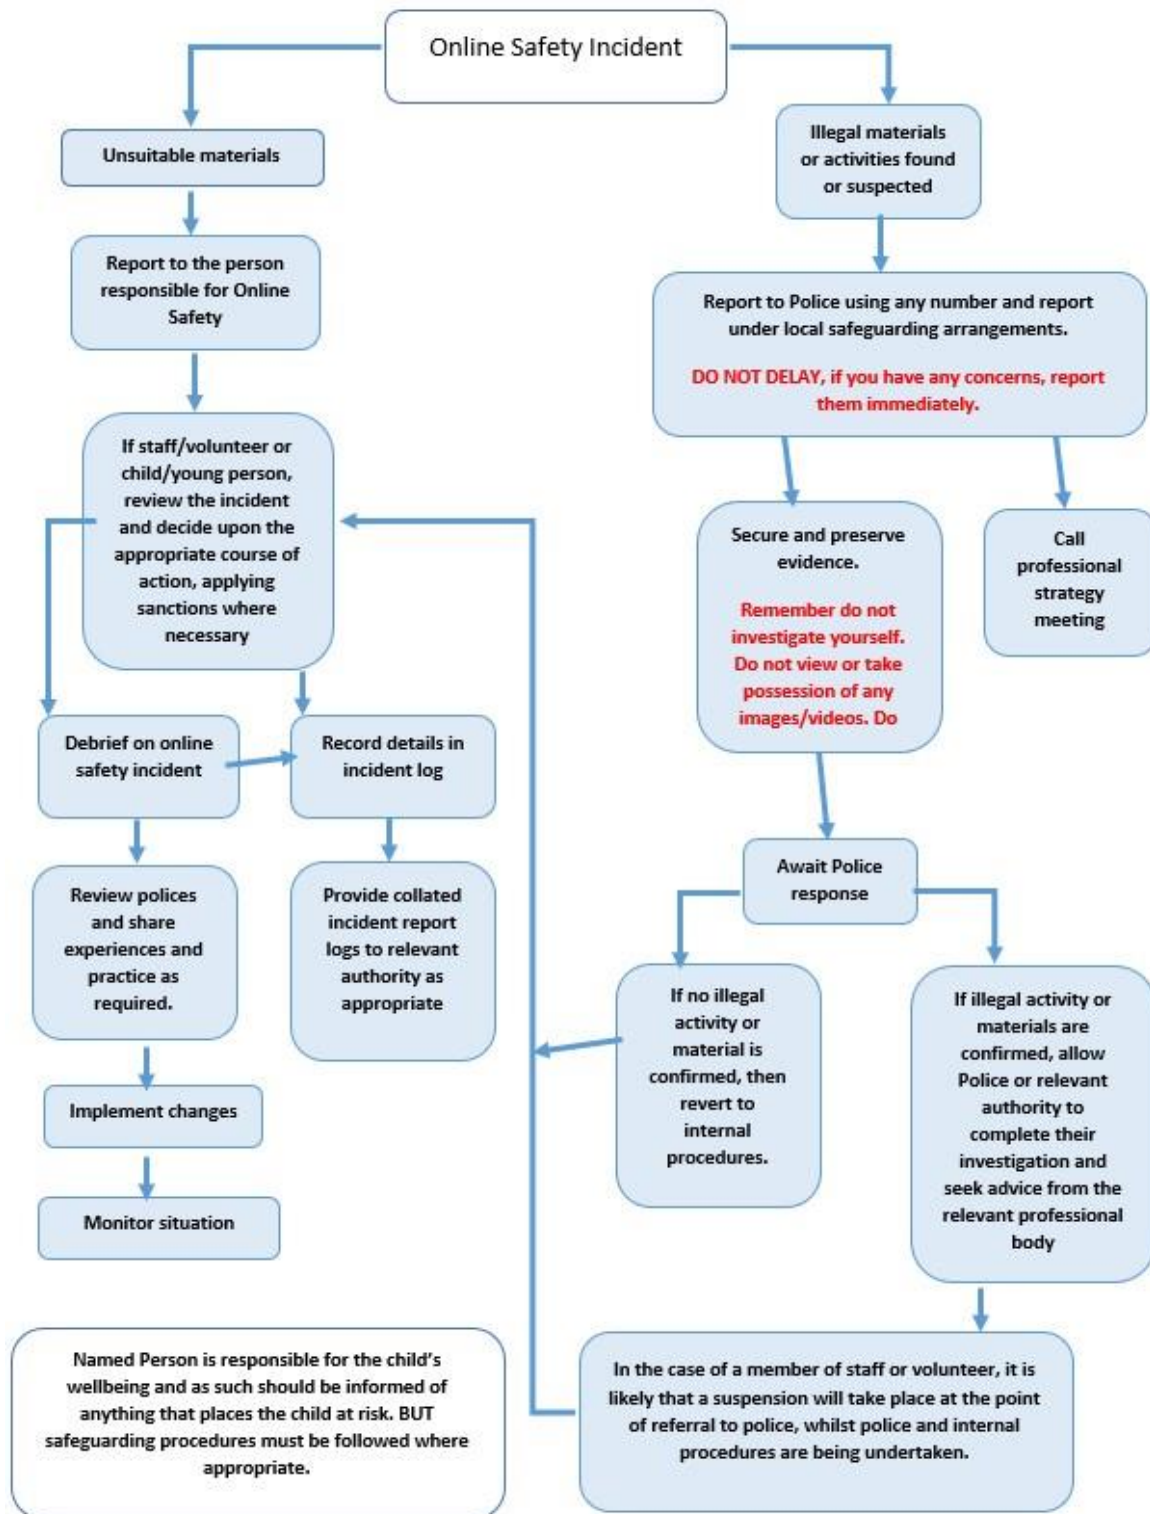 Online Safety Incident
Unsuitable materials
Report to the person
responsible for Online
Safety
If staff/volunteer or
child/young person,
review the incident
and decide upon the
appropriate course of
action, applying
sanctions where
necessary
Debrief on online
safety incident
Record details in
incident log
Review polices
and share
experiences and
practice as
required.
Provide collated
incident report
logs to relevant
authority as
appropriate
Implement changes
Monitor situation
Illegal materials
or activities found
or suspected
Report to Police using any number and report
under local safeguarding arrangements.
DO NOT DELAY, if you have any concerns, report
them immediately.
Secure and preserve
evidence.
Remember do not
investigate yourself.
Do not view or take
possession of any
images/videos. Do
Call
professional
strategy
meeting
Await Police
response
If no illegal
activity or
material is
confirmed, then
revert to
internal
procedures.
If illegal activity or
materials are
confirmed, allow
Police or relevant
authority to
complete their
investigation and
seek advice from the
relevant professional
body
In the case of a member of staff or volunteer, it is
likely that a suspension will take place at the point
of referral to police, whilst police and internal
procedures are being undertaken.
Named Person is responsible for the child’s
wellbeing and as such should be informed of
anything that places the child at risk. BUT
safeguarding procedures must be followed where
appropriate.